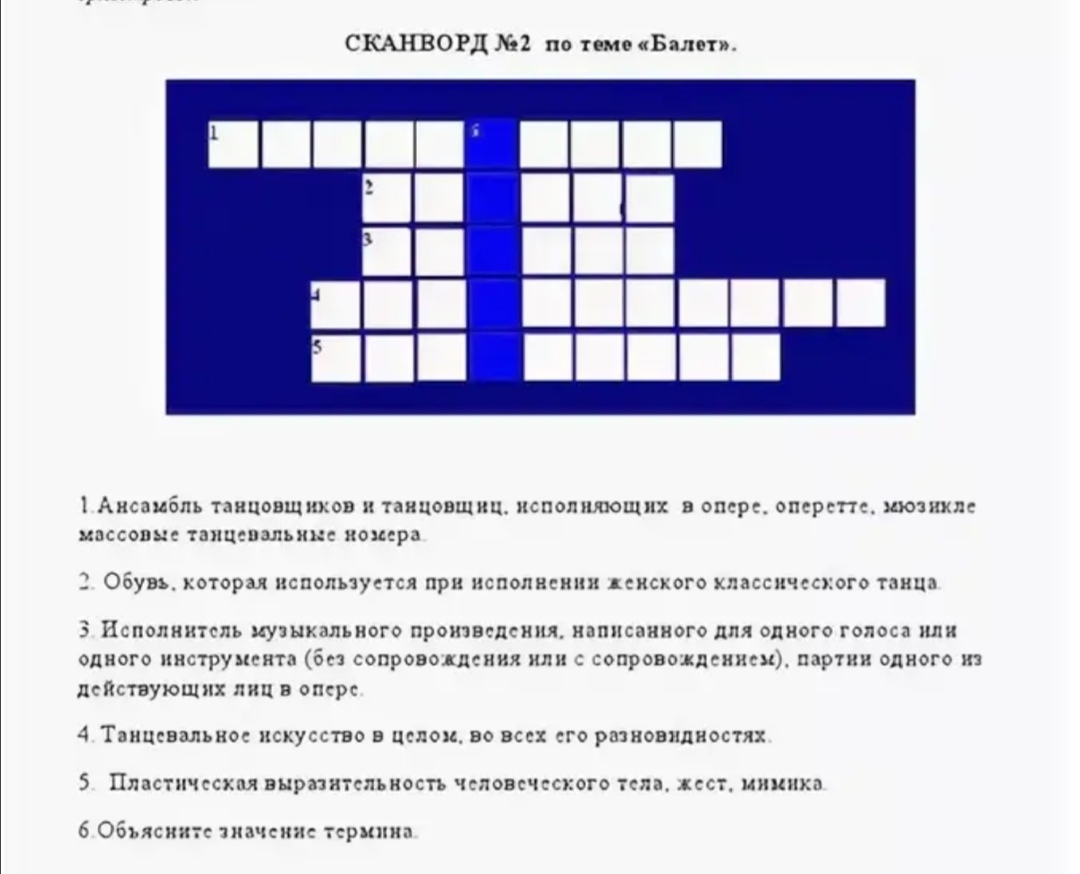 СКАНВОРД №2 по теме «Балет».
1
6
2
3
4
5
1.Ансамбль танцовщиков и танцовщиц, исполняющих в опере, оперетте, мюзикле
массовые танцевальные номера.
2. Обувь, которая используется при исполнении женского классического танца.
3. Исполнитель музыкального произведения, написанного для одного голоса или
одного инструмента (без сопровождения или с сопровождением), партии одного из
действующих лиц в опере.
4. Танцевальное искусство в целом, во всех его разновидностях.
5. Пластическая выразительность человеческого тела, жест, мимика.
6.Объясните значение термина.